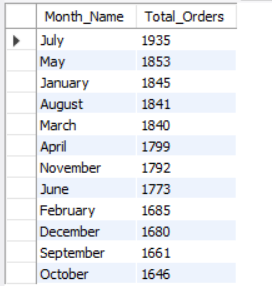 Month_Name Total_Orders
July 1935
May 1853
January 1845
August 1841
March 1840
April 1799
November 1792
June 1773
February 1685
December 1680
September 1661
October 1646